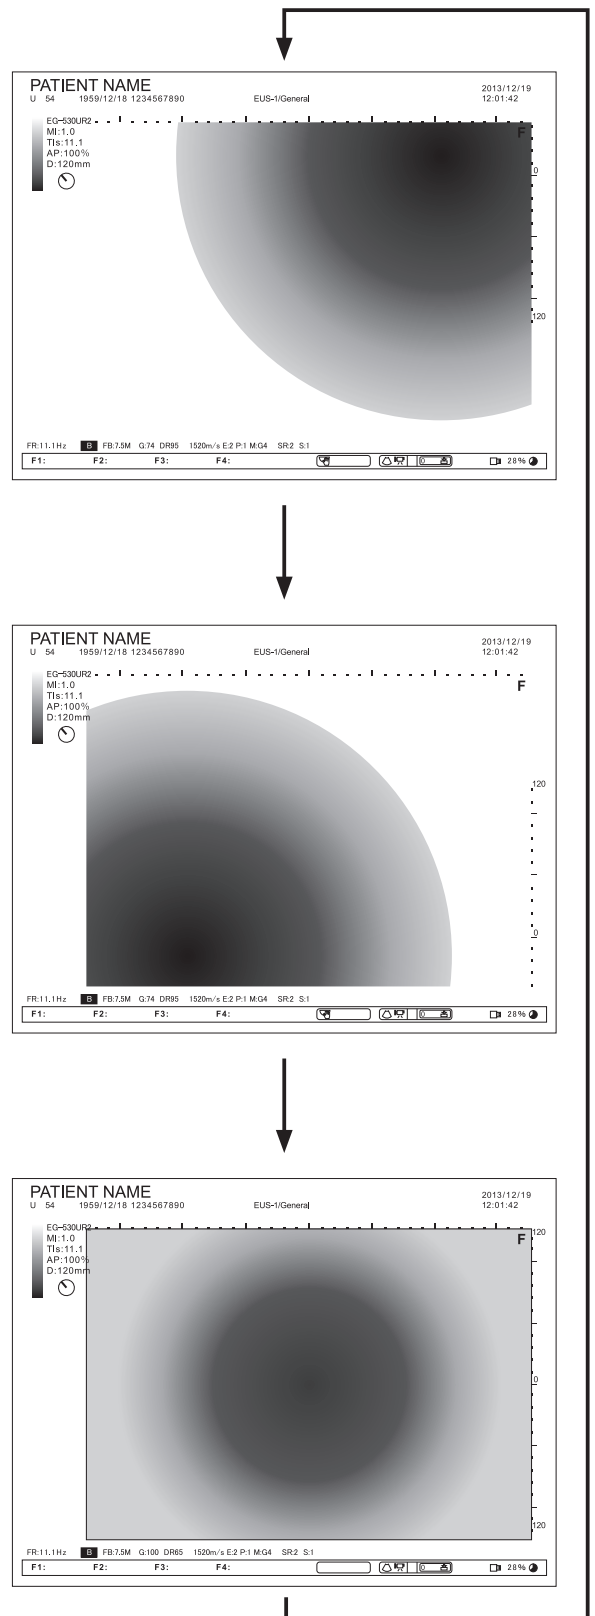 PATIENT NAME
U 54 1959/12/18 1234567890 EUS-1/General 2013/12/19
12:01:42
EG-530UR2
MI:1.0
TIs:11.1
AP:100%
D:120mm
F
0
120
FR:11.1Hz B FB:7.5M G:74 DR95 1520m/s E:2 P:1 M:G4 SR:2 S:1
F1: F2: F3: F4: 0 28%
PATIENT NAME
U 54 1959/12/18 1234567890 EUS-1/General 2013/12/19
12:01:42
EG-530UR2
MI:1.0
TIs:11.1
AP:100%
D:120mm
F
120
0
FR:11.1Hz B FB:7.5M G:74 DR95 1520m/s E:2 P:1 M:G4 SR:2 S:1
F1: F2: F3: F4: 0 28%
PATIENT NAME
U 54 1959/12/18 1234567890 EUS-1/General 2013/12/19
12:01:42
EG-530UR2
MI:1.0
TIs:11.1
AP:100%
D:120mm
F
120
0
120
FR:11.1Hz B FB:7.5M G:100 DR65 1520m/s E:2 P:1 M:G4 SR:2 S:1
F1: F2: F3: F4: 0 28%